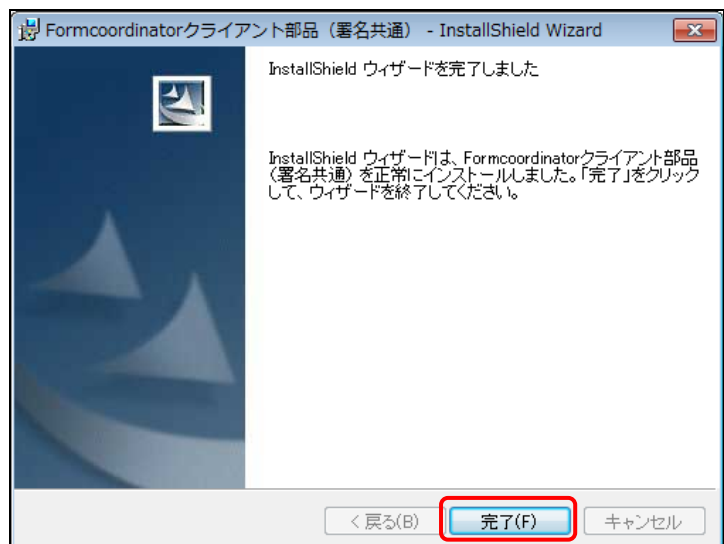 Formcoordinatorクライアント部品（署名共通） - InstallShield Wizard
InstallShield ウィザードを完了しました
InstallShield ウィザードは、Formcoordinatorクライアント部品
（署名共通）を正常にインストールしました。「完了」をクリック
して、ウィザードを終了してください。
< 戻る(B)
完了(F)
キャンセル